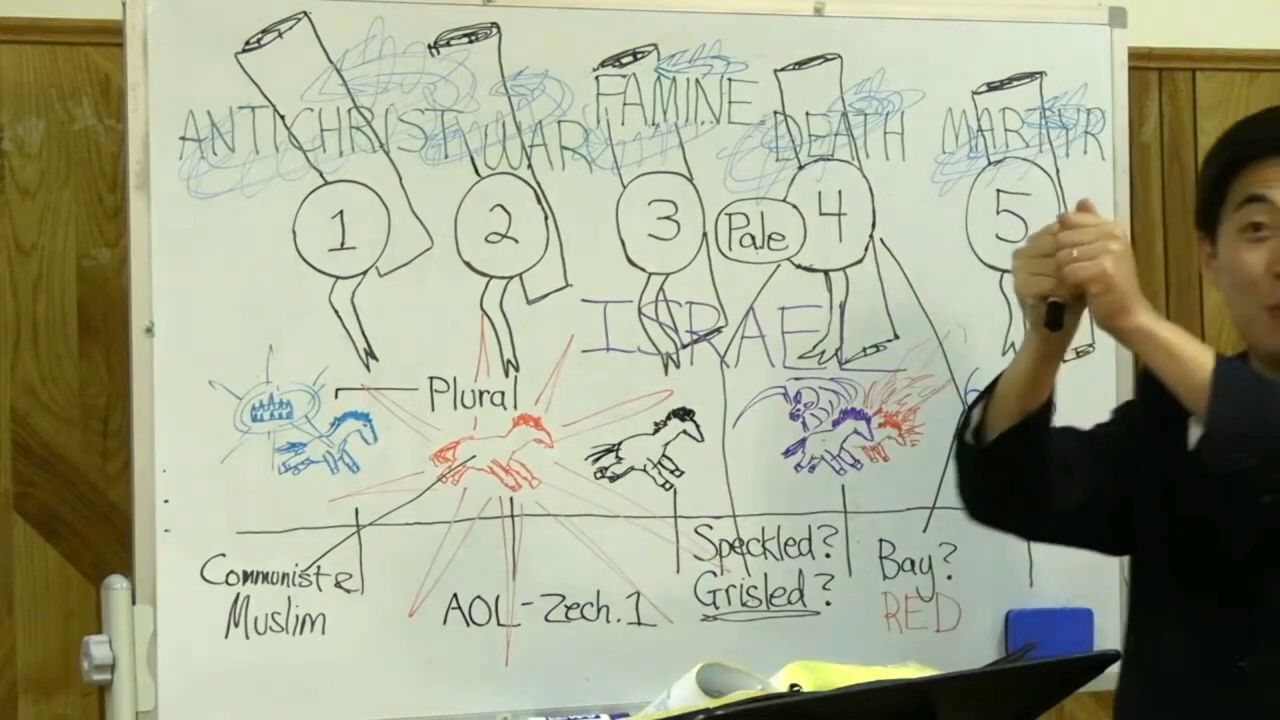 ANTICHRIST WAR FAMINE DEATH MARTYR
1 2 3 Pale 4 5
ISRAEL
Plural
Communist &
Muslim
AOL - Zech. 1
Speckled?
Grisled?
Bay?
RED